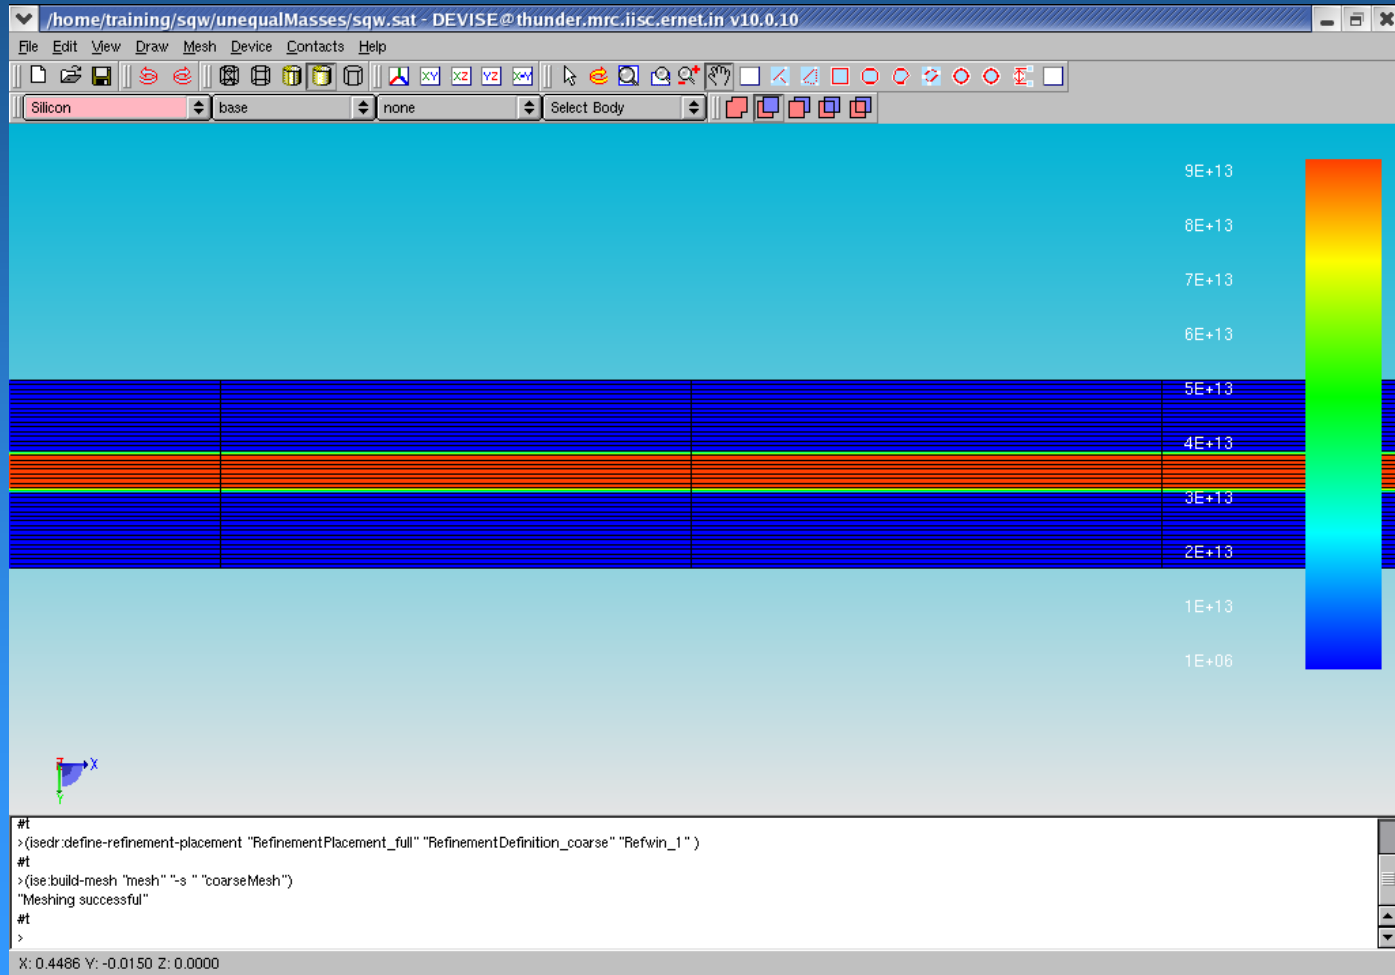 /home/training/sqw/unequalMasses/sqw.sat - DEVISE@thunder.mrc.iisc.ernet.in v10.0.10
File Edit View Draw Mesh Device Contacts Help
XY XZ YZ X-Y
Silicon base none Select Body
9E+13
8E+13
7E+13
6E+13
5E+13
4E+13
3E+13
2E+13
1E+13
1E+06
Z X
Y
#t
>(isedr:define-refinement-placement "RefinementPlacement_full" "RefinementDefinition_coarse" "Refwin_1" )
#t
>(ise:build-mesh "mesh" "-s " "coarseMesh")
"Meshing successful"
#t
>
X: 0.4486 Y: -0.0150 Z: 0.0000